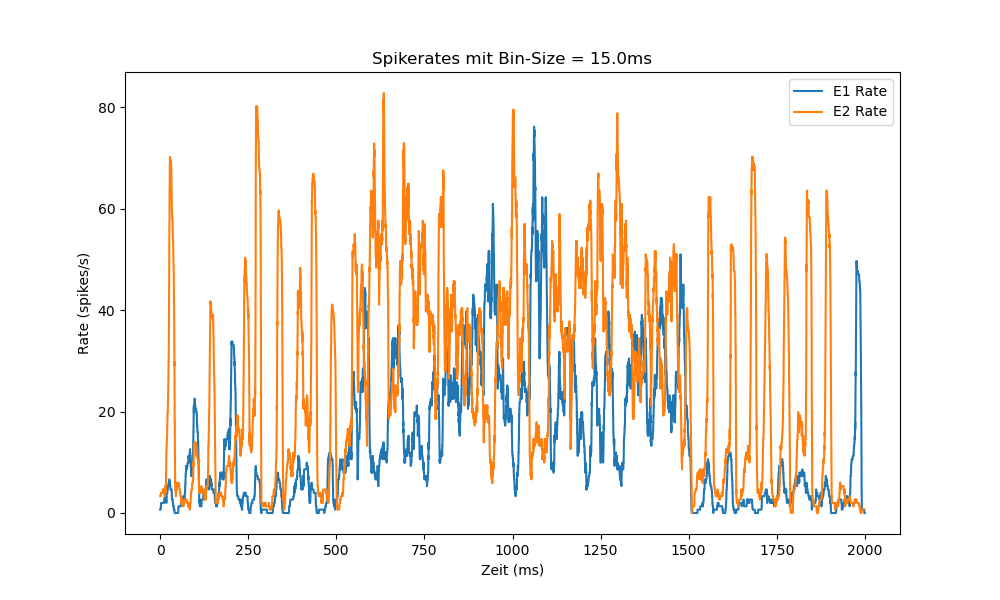 Spikerates mit Bin-Size = 15.0ms
E1 Rate
E2 Rate
Rate (spikes/s)
80
60
40
20
0
0 250 500 750 1000 1250 1500 1750 2000
Zeit (ms)